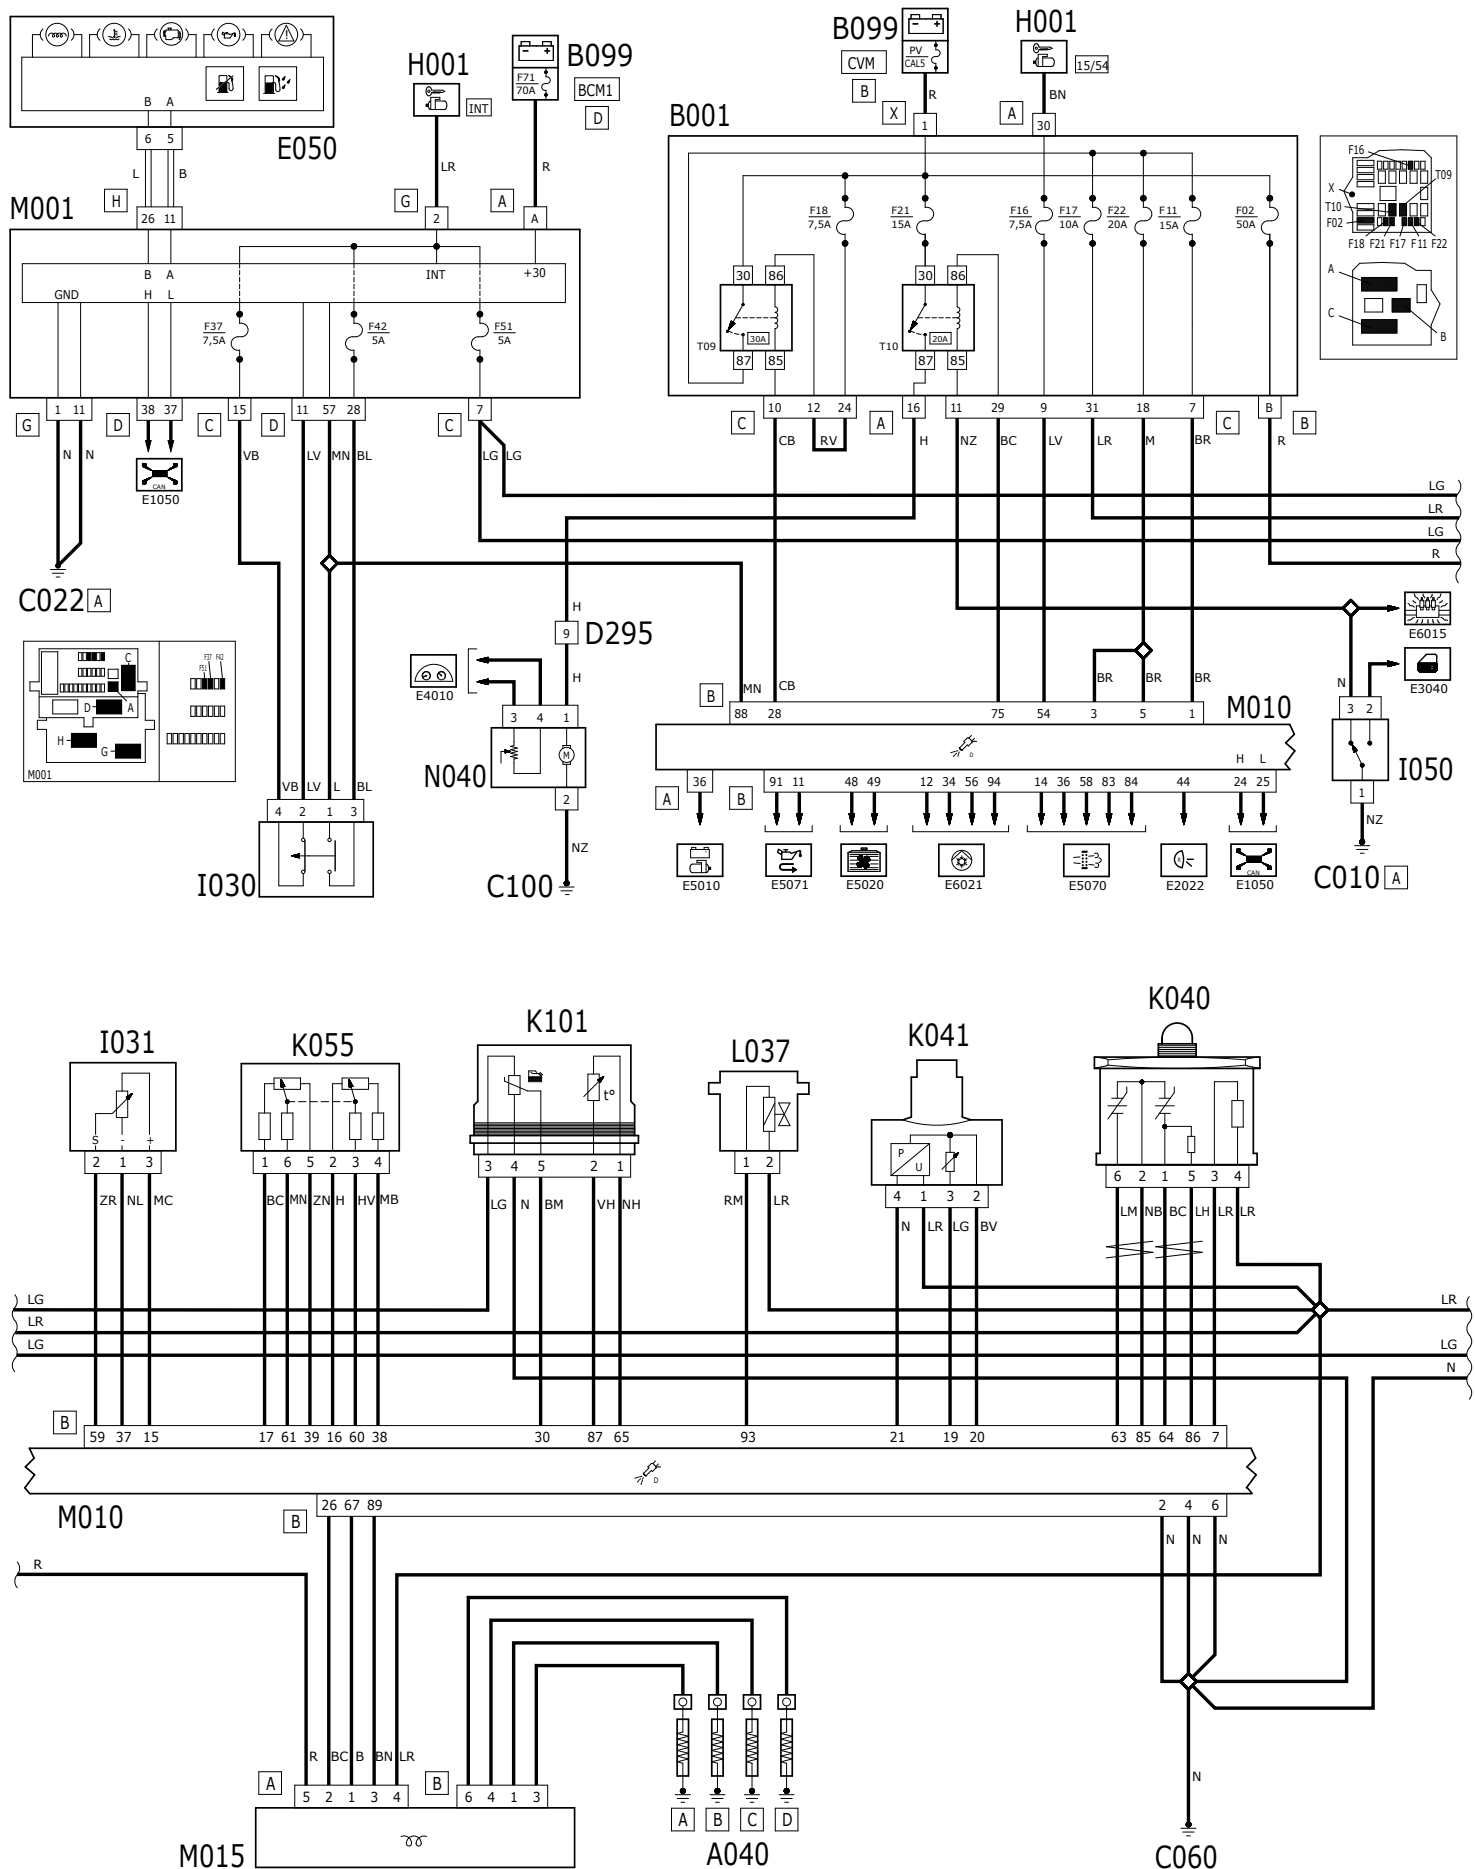 B A
6 5
E050
L B
H
26 11
M001
H001
INT
LR
G
2
F71
70A
B099
BCM1
D
R
A
A
B A
H L
GND
INT
+30
F37
7,5A
F42
5A
F51
5A
G
1 11
D
38 37
C
15
D
11 57 28
C
7
N N
CAN
E1050
VB
LV MN BL
LG LG
C022 A
C
F51 F37 F42
D A
H
G
M001
VB LV L BL
4 2 1 3
I030
H
9 D295
H
E4010
3 4 1
M
N040
2
NZ
C100
B099
PV
CAL5
CVM
B
R
X
1
H001
15/54
BN
A
30
B001
F18
7,5A
F21
15A
F16
7,5A
F17
10A
F22
20A
F11
15A
F02
50A
30 86
30A
T09
87 85
30 86
20A
T10
87 85
C
10 12 24
A
16
11 29 9 31 18 7
C
B
B
CB RV H NZ BC LV LR M BR R
F16
X
T09
T10
F02
F18 F21 F17 F11 F22
A
C
B
LG
LR
LG
R
E6015
E3040
N
3 2
I050
1
NZ
C010 A
MN CB BR BR BR
B
88 28 75 54 3 5 1
M010
D
H L
A
36
B
91 11 48 49 12 34 56 94 14 36 58 83 84 44 24 25
CAN
E5010 E5071 E5020 E6021 E5070 E2022 E1050
I031
S - +
2 1 3
ZR NL MC
K055
1 6 5 2 3 4
BC MN ZN H HV MB
K101
t°
3 4 5 2 1
LG N BM VH NH
L037
1 2
RM LR
K041
P
U
4 1 3 2
N LR LG BV
K040
6 2 1 5 3 4
LM NB BC LH LR LR
LG
LR
LG
LR
LG
N
B
59 37 15 17 61 39 16 60 38 30 87 65 93 21 19 20 63 85 64 86 7
D
M010
B
26 67 89
2 4 6
N N N
R
R BC B BN LR
A
5 2 1 3 4
B
6 4 1 3
M015
A B C D
A040
N
C060